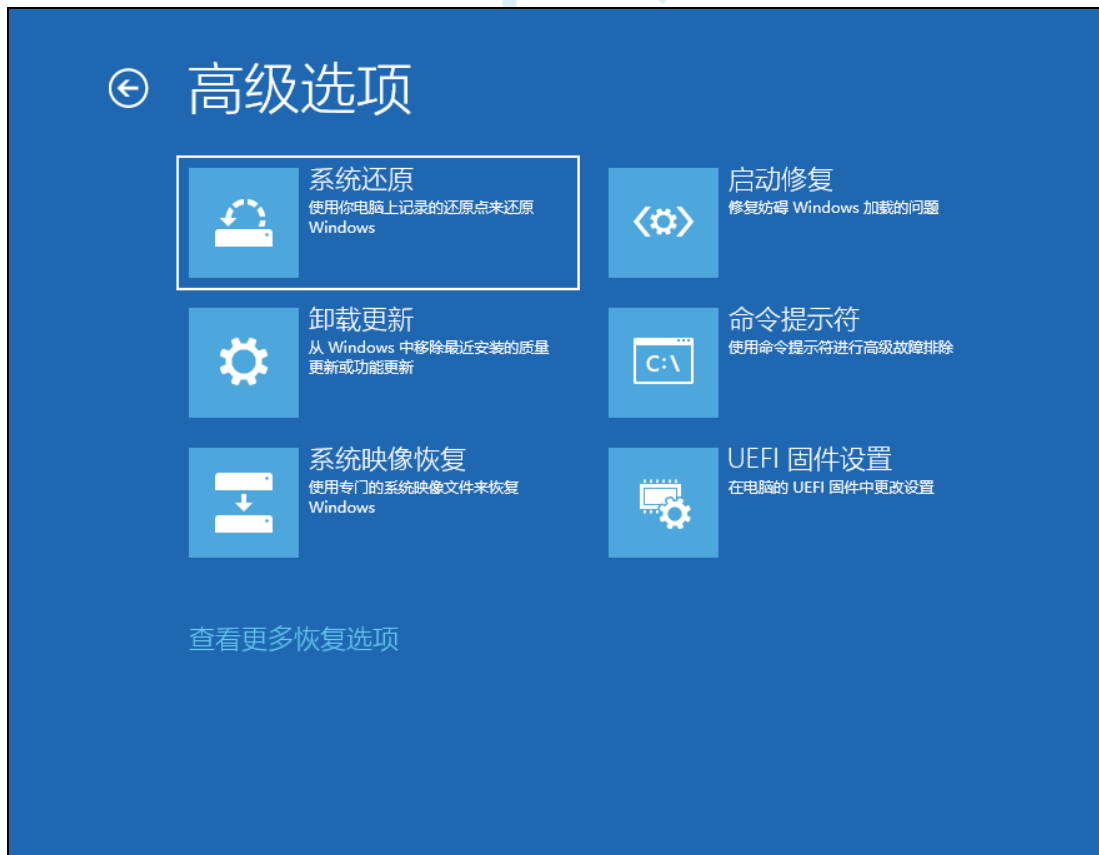 高级选项
系统还原
使用你电脑上记录的还原点来还原
Windows
启动修复
修复妨碍 Windows 加载的问题
卸载更新
从 Windows 中移除最近安装的质量
更新或功能更新
命令提示符
使用命令提示符进行高级故障排除
C:\
系统映像恢复
使用专门的系统映像文件来恢复
Windows
UEFI 固件设置
在电脑的 UEFI 固件中更改设置
查看更多恢复选项